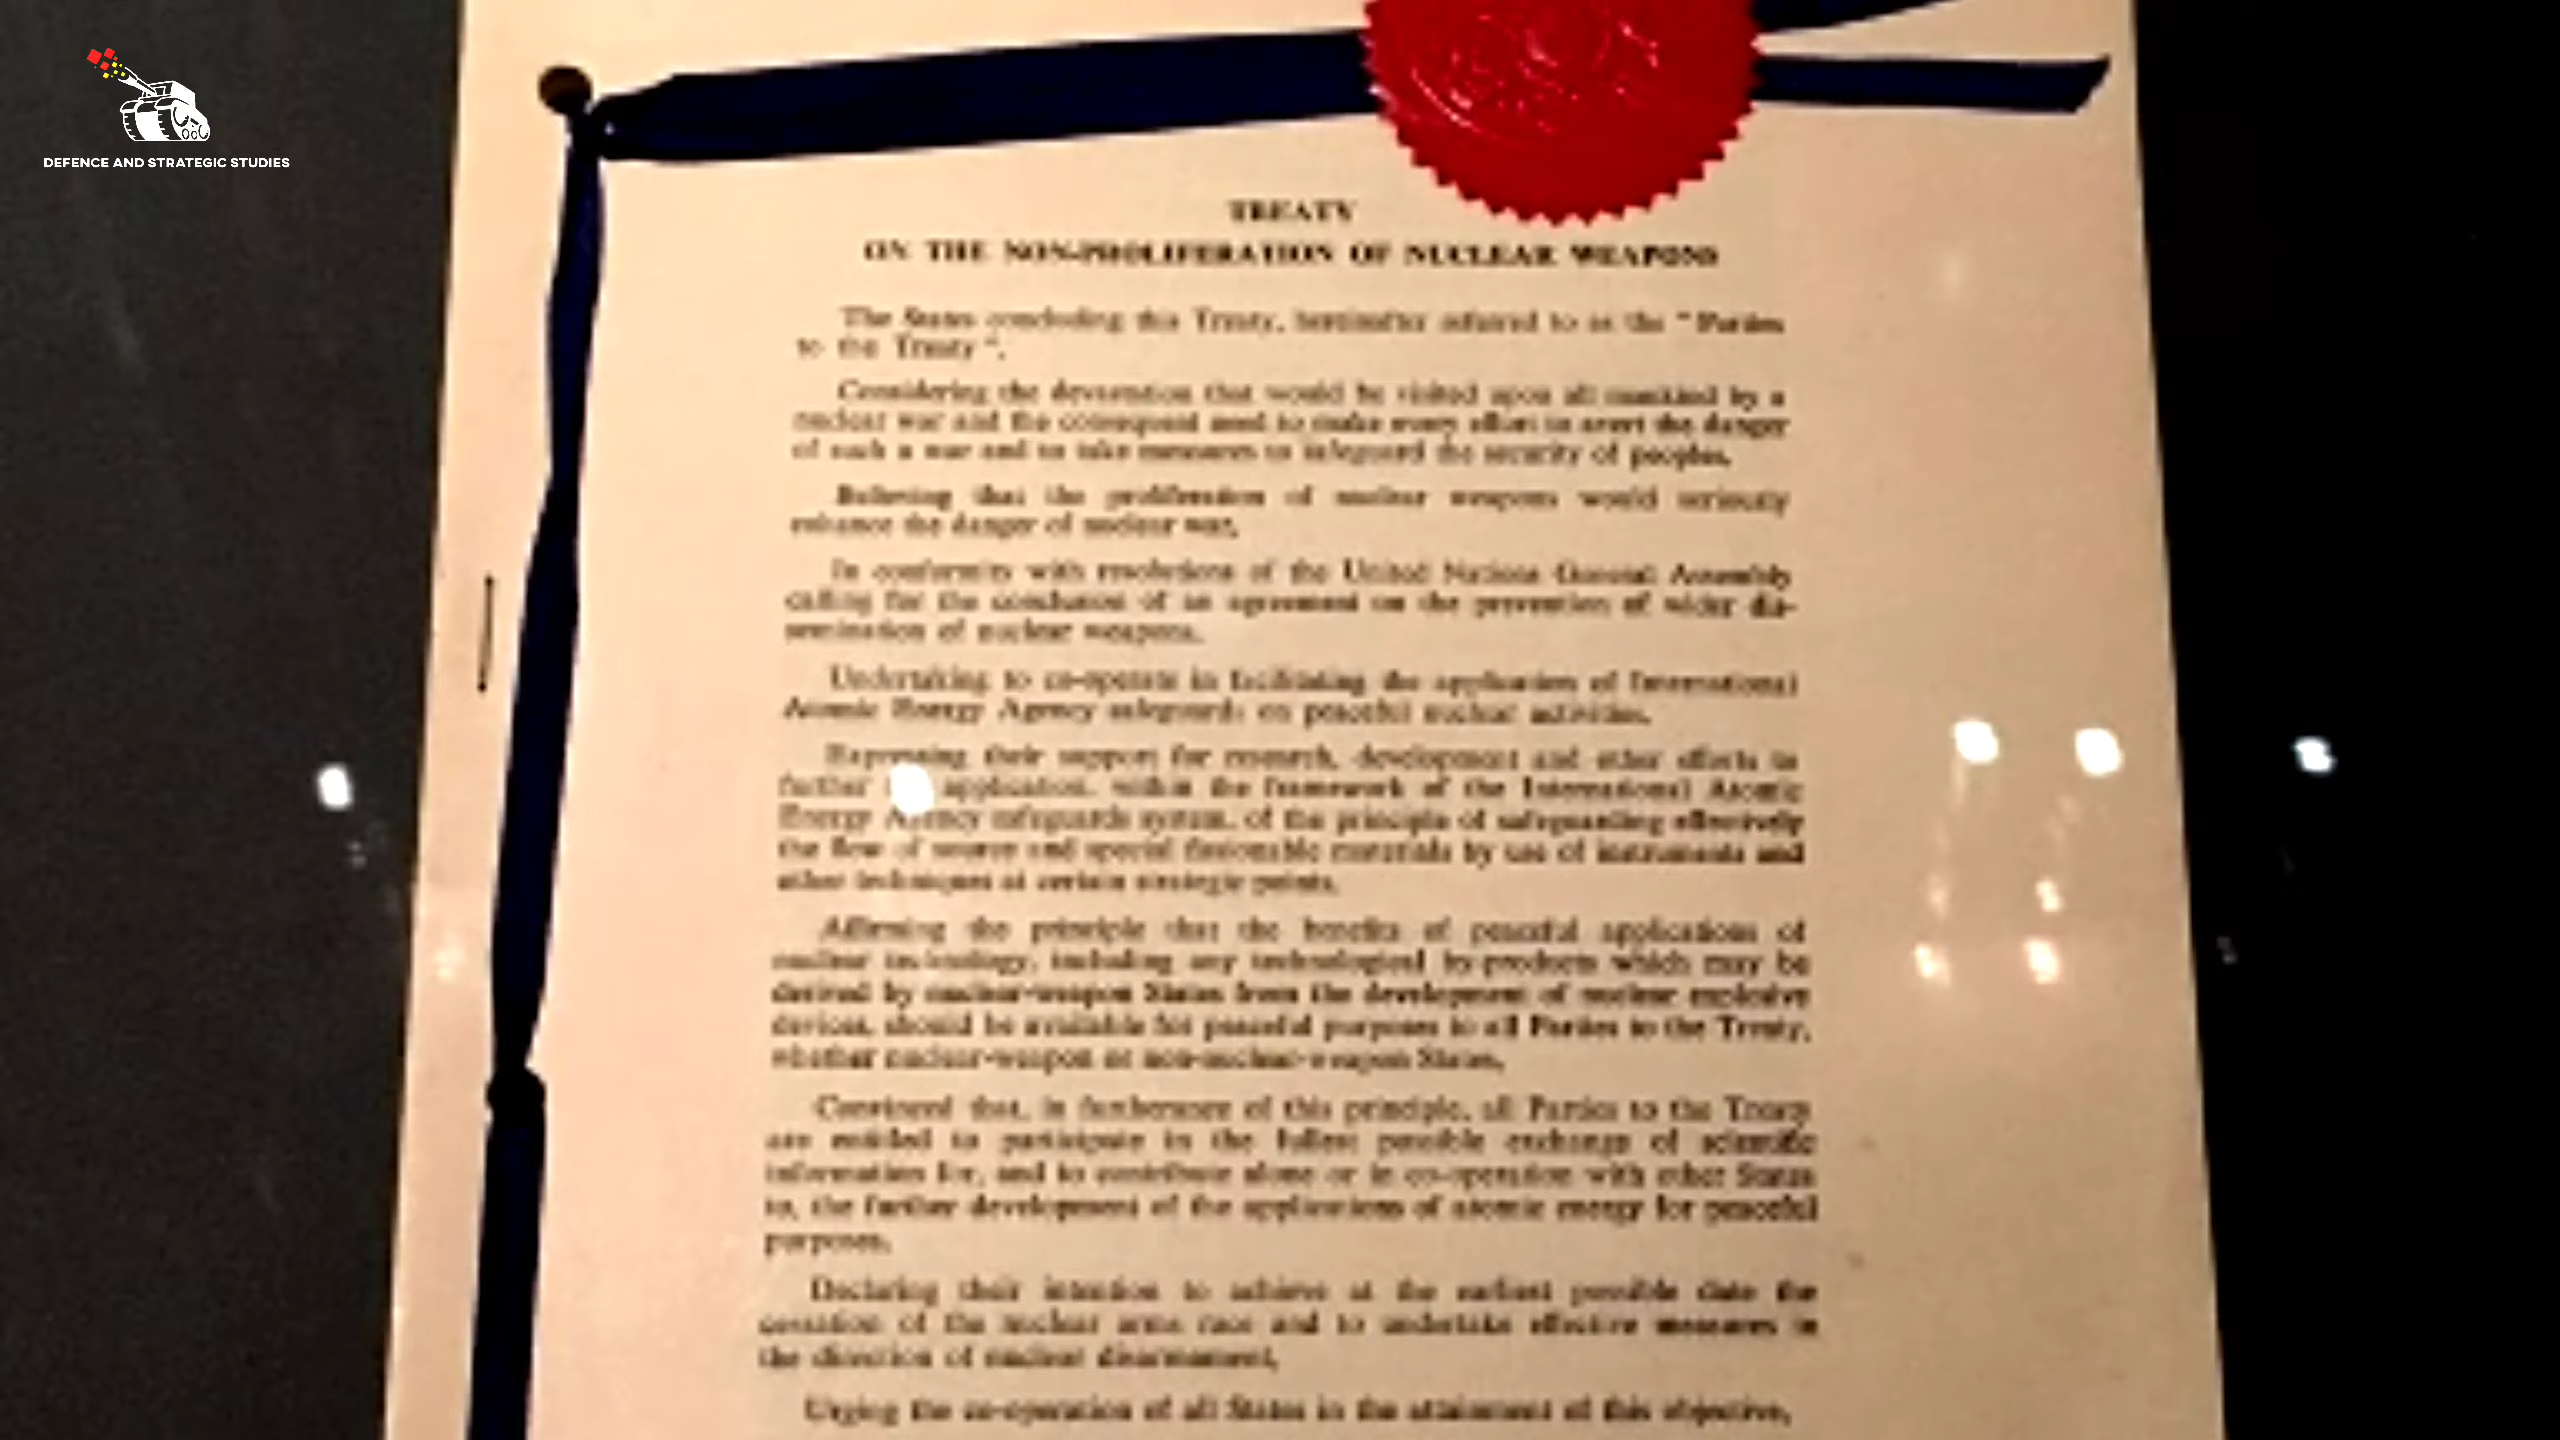 DEFENCE AND STRATEGIC STUDIES
TREATY
ON THE NON-PROLIFERATION OF NUCLEAR WEAPONS
The States concluding this Treaty, hereinafter referred to as the " Parties
to the Treaty ",
Considering the devastation that would be visited upon all mankind by a
nuclear war and the consequent need to make every effort to avert the danger
of such a war and to take measures to safeguard the security of peoples,
Believing that the proliferation of nuclear weapons would seriously
enhance the danger of nuclear war,
In conformity with resolutions of the United Nations General Assembly
calling for the conclusion of an agreement on the prevention of wider dis-
semination of nuclear weapons,
Undertaking to co-operate in facilitating the application of International
Atomic Energy Agency safeguards on peaceful nuclear activities,
Expressing their support for research, development and other efforts to
further application, within the framework of the International Atomic
Energy Agency safeguards system, of the principle of safeguarding effectively
the flow of source and special fissionable materials by use of instruments and
other techniques at certain strategic points,
Affirming the principle that the benefits of peaceful applications of
nuclear technology, including any technological by-products which may be
derived by nuclear-weapon States from the development of nuclear explosive
devices, should be available for peaceful purposes to all Parties to the Treaty,
whether nuclear-weapon or non-nuclear-weapon States,
Convinced that, in furtherance of this principle, all Parties to the Treaty
are entitled to participate in the fullest possible exchange of scientific
information for, and to contribute alone or in co-operation with other States
to, the further development of the applications of atomic energy for peaceful
purposes,
Declaring their intention to achieve at the earliest possible date the
cessation of the nuclear arms race and to undertake effective measures in
the direction of nuclear disarmament,
Urging the co-operation of all States in the attainment of this objective,